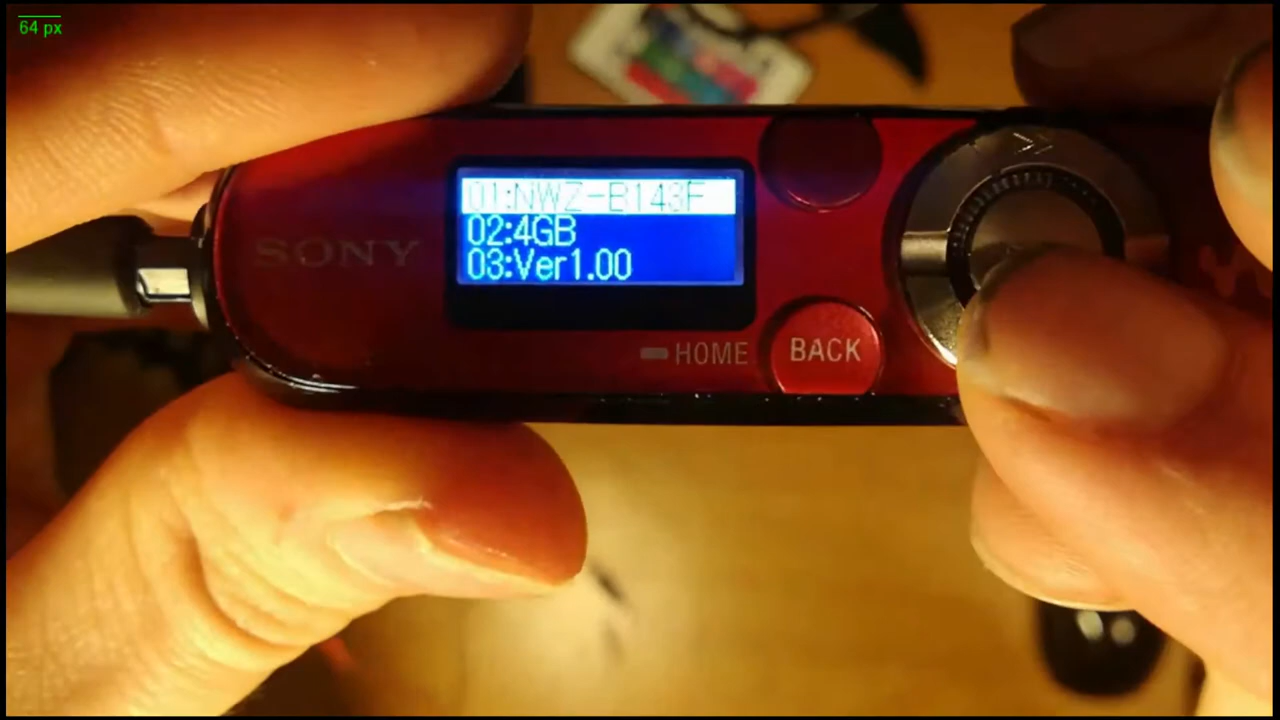 64 px
SONY
01:NWZ-B143F
02:4GB
03:Ver1.00
HOME
BACK